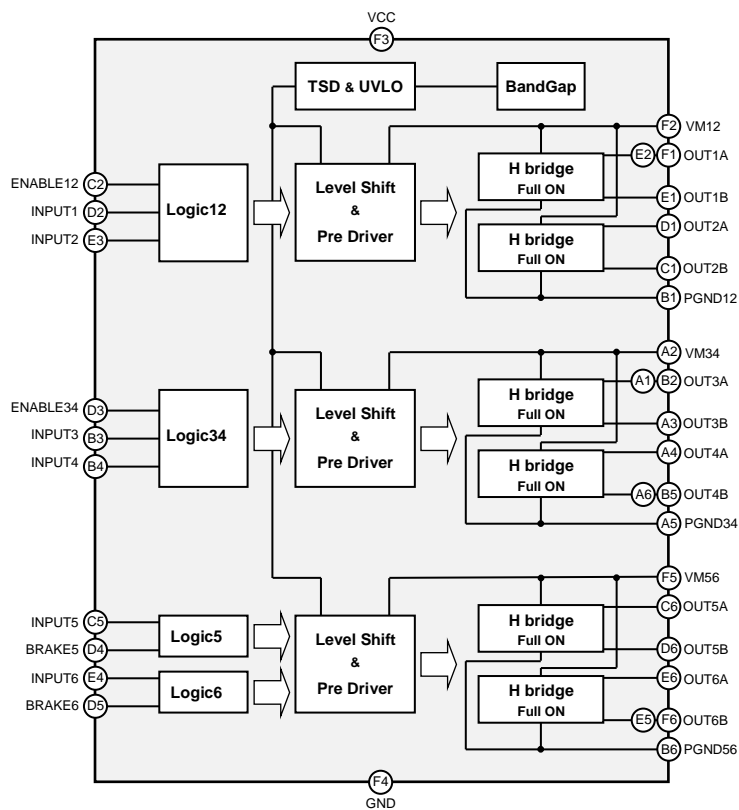 VCC
F3
TSD & UVLO
BandGap
F2 VM12
E2 F1 OUT1A
H bridge
Full ON
ENABLE12 C2
Level Shift
&
Pre Driver
Logic12
INPUT1 D2
E1 OUT1B
INPUT2 E3
D1 OUT2A
H bridge
Full ON
C1 OUT2B
B1 PGND12
A2 VM34
A1 B2 OUT3A
H bridge
Full ON
ENABLE34 D3
Level Shift
&
Pre Driver
Logic34
INPUT3 B3
A3 OUT3B
INPUT4 B4
A4 OUT4A
H bridge
Full ON
A6 B5 OUT4B
A5 PGND34
F5 VM56
C6 OUT5A
H bridge
Full ON
INPUT5 C5
Logic5
Level Shift
&
Pre Driver
BRAKE5 D4
D6 OUT5B
INPUT6 E4
E6 OUT6A
Logic6
H bridge
Full ON
BRAKE6 D5
E5 F6 OUT6B
B6 PGND56
F4
GND